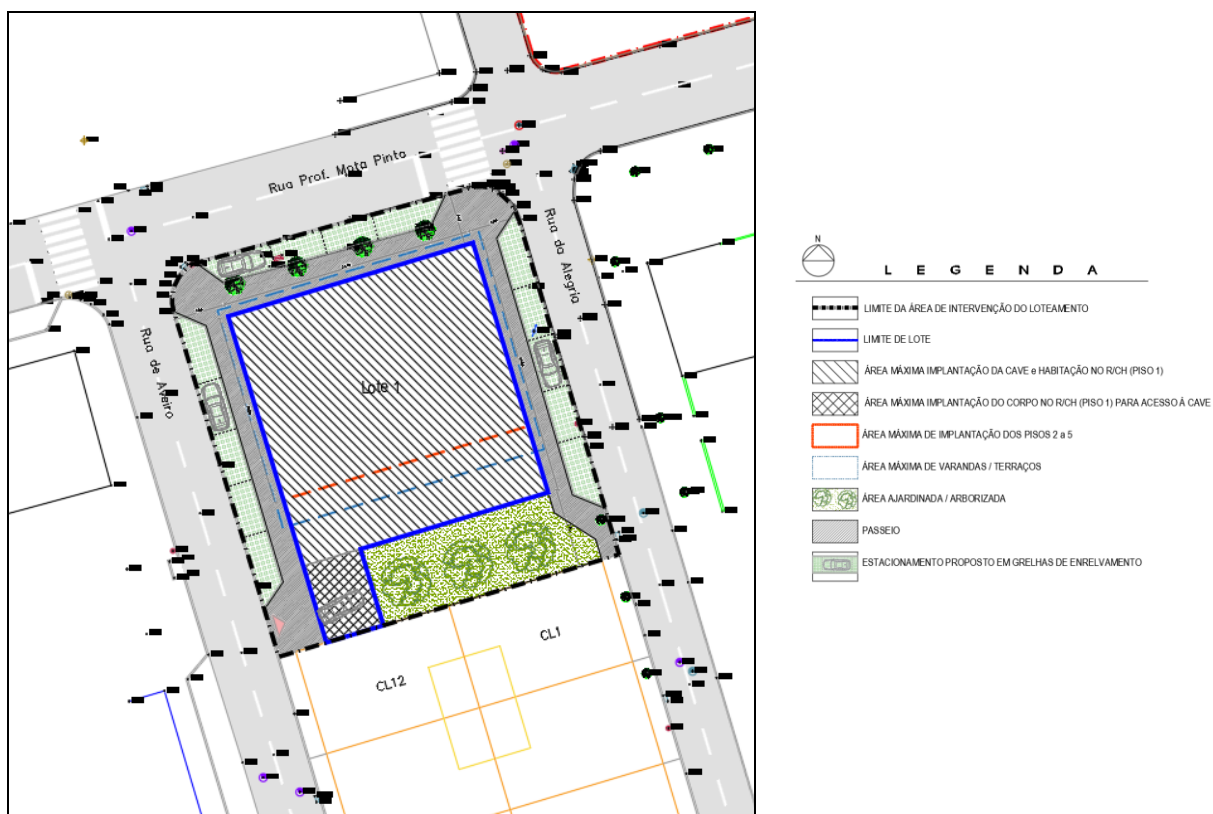 Rua Prof. Mota Pinto
Rua da Alegria
Rua de Aveiro
Lote 1
CL1
CL12
N
L E G E N D A
LIMITE DA ÁREA DE INTERVENÇÃO DO LOTEAMENTO
LIMITE DE LOTE
ÁREA MÁXIMA IMPLANTAÇÃO DA CAVE e HABITAÇÃO NO R/CH (PISO 1)
ÁREA MÁXIMA IMPLANTAÇÃO DO CORPO NO R/CH (PISO 1) PARA ACESSO À CAVE
ÁREA MÁXIMA DE IMPLANTAÇÃO DOS PISOS 2 a 5
ÁREA MÁXIMA DE VARANDAS / TERRAÇOS
ÁREA AJARDINADA / ARBORIZADA
PASSEIO
ESTACIONAMENTO PROPOSTO EM GRELHAS DE ENRELVAMENTO